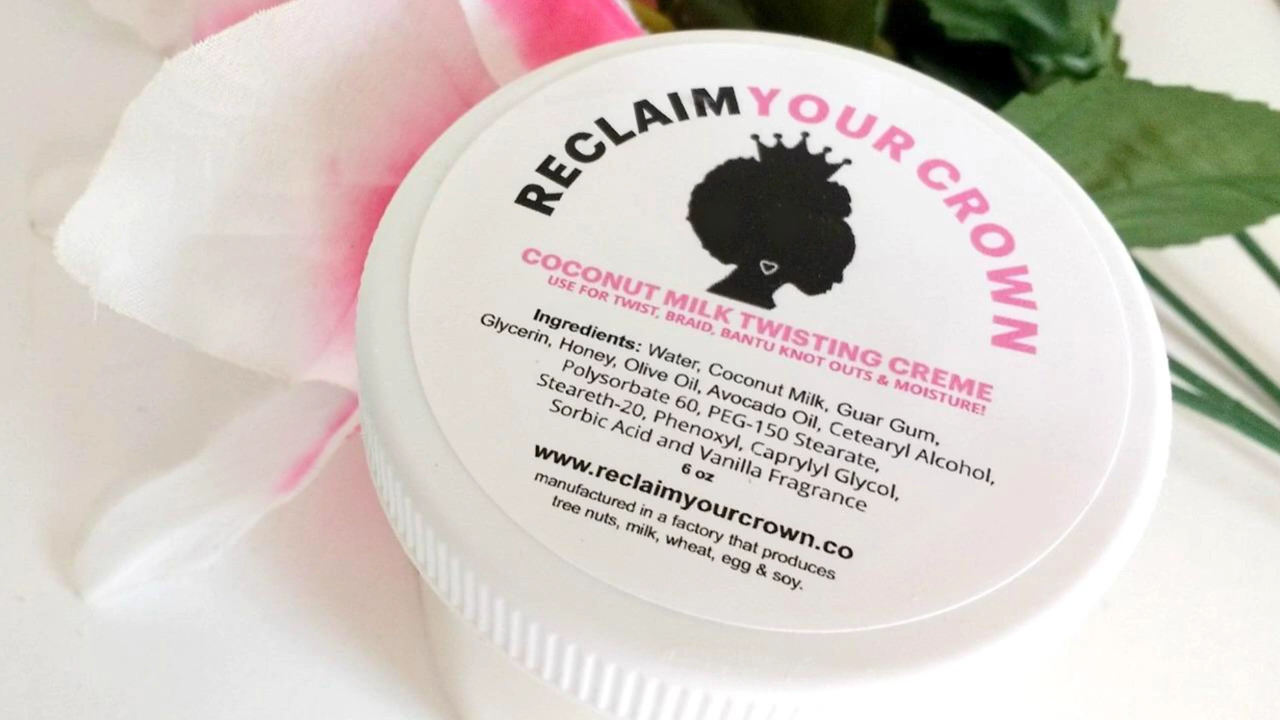 RECLAIM YOUR CROWN
COCONUT MILK TWISTING CREME
USE FOR TWIST, BRAID, BANTU KNOT OUTS & MOISTURE!
Ingredients: Water, Coconut Milk, Guar Gum,
Glycerin, Honey, Olive Oil, Avocado Oil, Cetearyl Alcohol,
Polysorbate 60, PEG-150 Stearate,
Steareth-20, Phenoxyl, Caprylyl Glycol,
Sorbic Acid and Vanilla Fragrance
6 oz
www.reclaimyourcrown.co
manufactured in a factory that produces
tree nuts, milk, wheat, egg & soy.